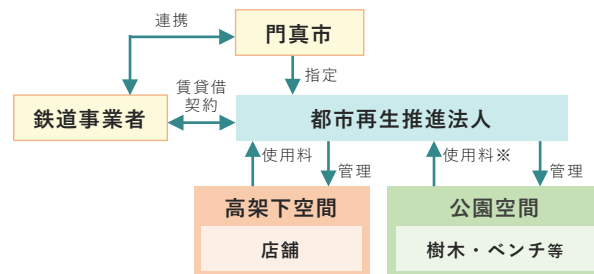 連携
門真市
指定
賃貸借
契約
鉄道事業者
都市再生推進法人
使用料
管理
使用料※
管理
高架下空間
公園空間
店舗
樹木・ベンチ等